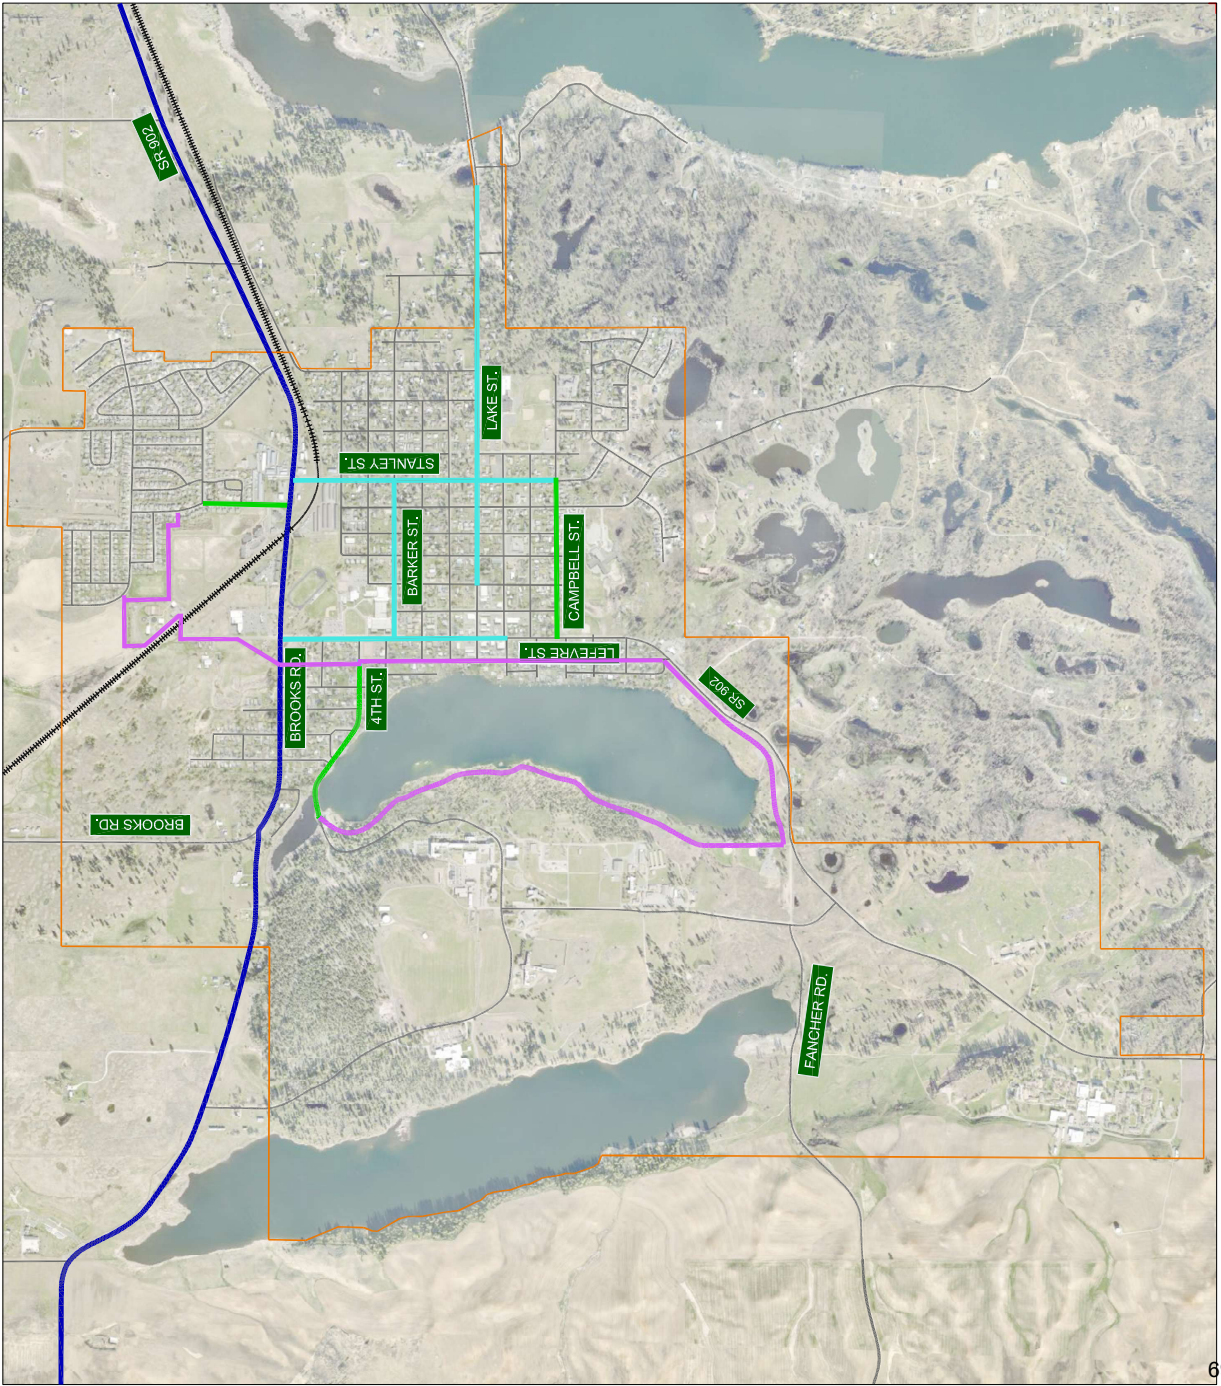 SR 902
LAKE ST.
STANLEY ST.
BARKER ST.
CAMPBELL ST.
LEFEVRE ST.
BROOKS RD.
4TH ST.
SR 902
BROOKS RD.
FANCHER RD.
6